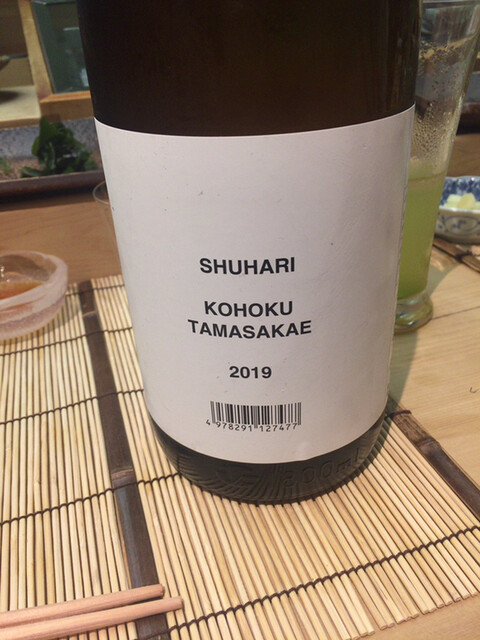 SHUHARI
KOHOKU
TAMASAKAE
2019
4 978291 127477